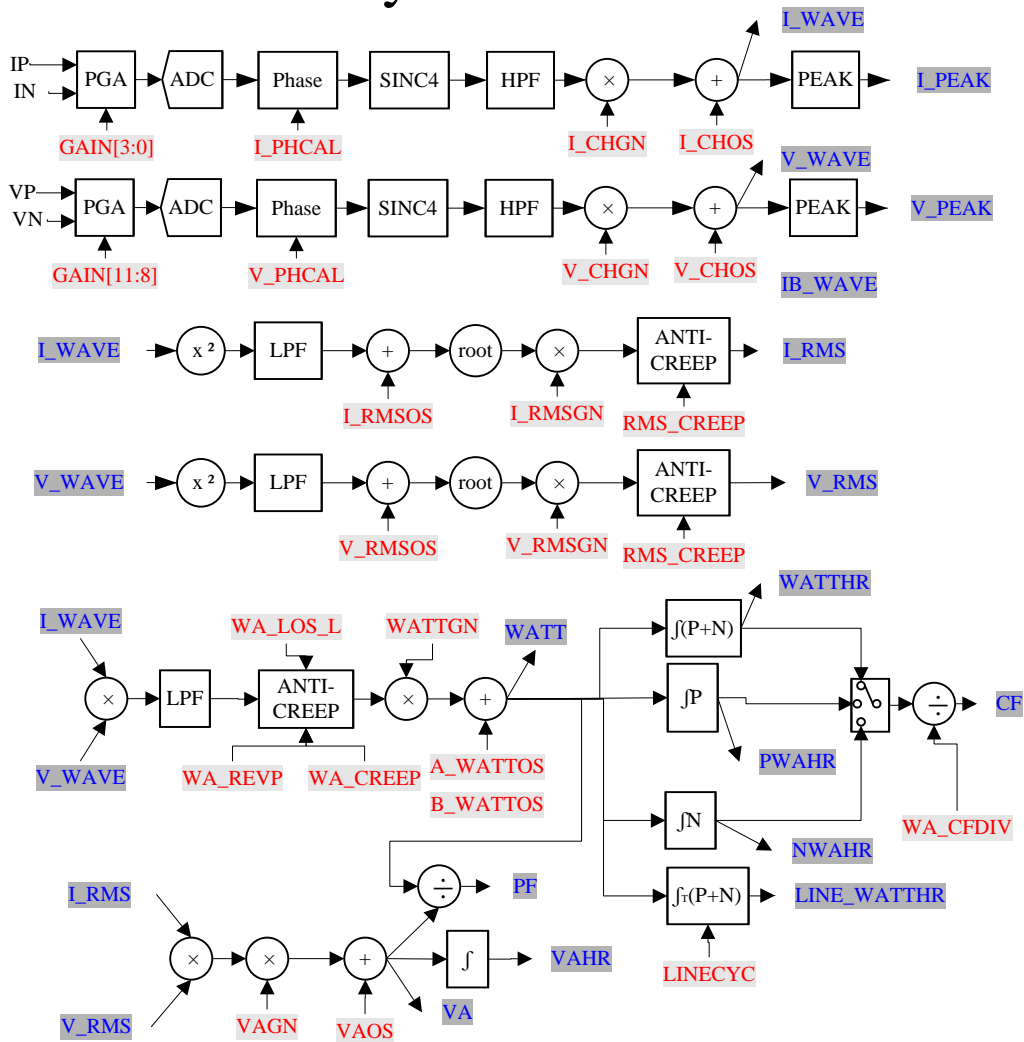 y
I_WAVE
IP
IN
PGA
ADC
Phase
SINC4
HPF
×
+
PEAK
I_PEAK
GAIN[3:0]
I_PHCAL
I_CHGN
I_CHOS
V_WAVE
VP
VN
PGA
ADC
Phase
SINC4
HPF
×
+
PEAK
V_PEAK
GAIN[11:8]
V_PHCAL
V_CHGN
V_CHOS
IB_WAVE
I_WAVE
x ²
LPF
+
root
×
ANTI-
CREEP
I_RMS
I_RMSOS
I_RMSGN
RMS_CREEP
V_WAVE
x ²
LPF
+
root
×
ANTI-
CREEP
V_RMS
V_RMSOS
V_RMSGN
RMS_CREEP
WATTHR
I_WAVE
WA_LOS_L
WATTGN
WATT
∫(P+N)
×
LPF
ANTI-
CREEP
×
+
∫P
÷
CF
V_WAVE
WA_REVP
WA_CREEP
A_WATTOS
B_WATTOS
PWAHR
∫N
NWAHR
WA_CFDIV
I_RMS
÷
PF
∫T(P+N)
LINE_WATTHR
×
×
+
∫
VAHR
LINECYC
V_RMS
VAGN
VAOS
VA